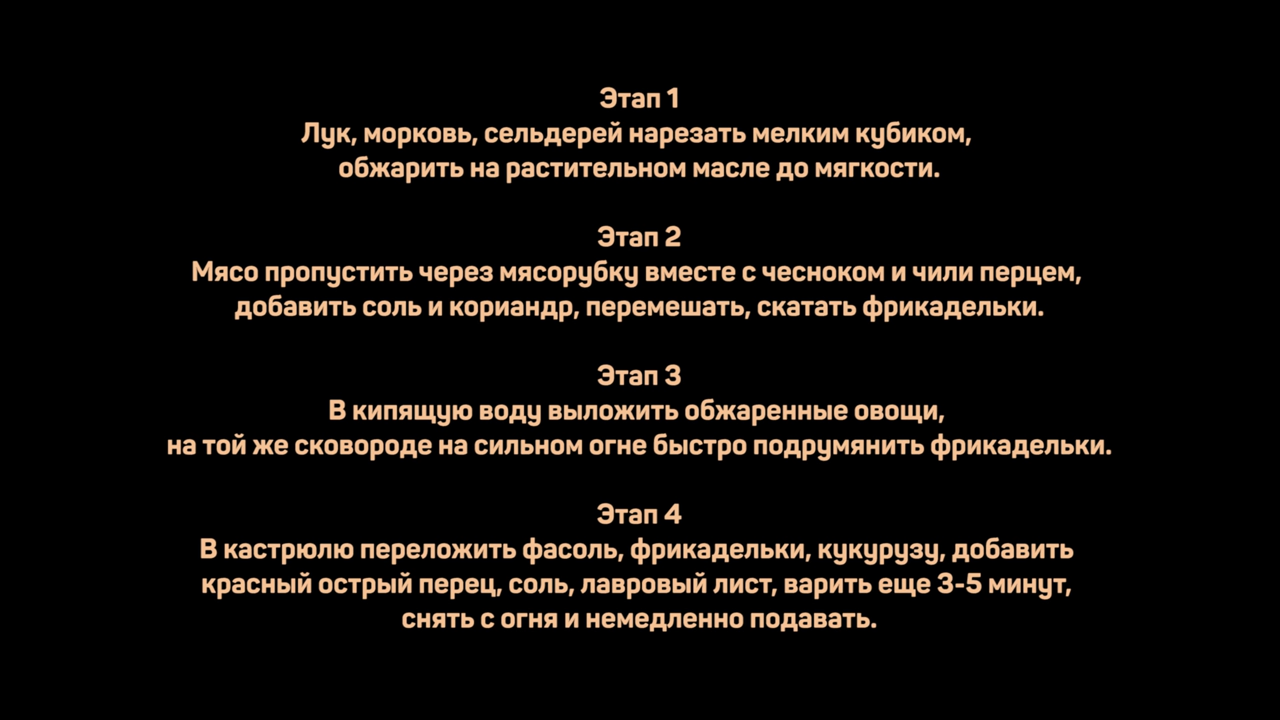 Этап 1
Лук, морковь, сельдерей нарезать мелким кубиком,
обжарить на растительном масле до мягкости.
Этап 2
Мясо пропустить через мясорубку вместе с чесноком и чили перцем,
добавить соль и кориандр, перемешать, скатать фрикадельки.
Этап 3
В кипящую воду выложить обжаренные овощи,
на той же сковороде на сильном огне быстро подрумянить фрикадельки.
Этап 4
В кастрюлю переложить фасоль, фрикадельки, кукурузу, добавить
красный острый перец, соль, лавровый лист, варить еще 3-5 минут,
снять с огня и немедленно подавать.